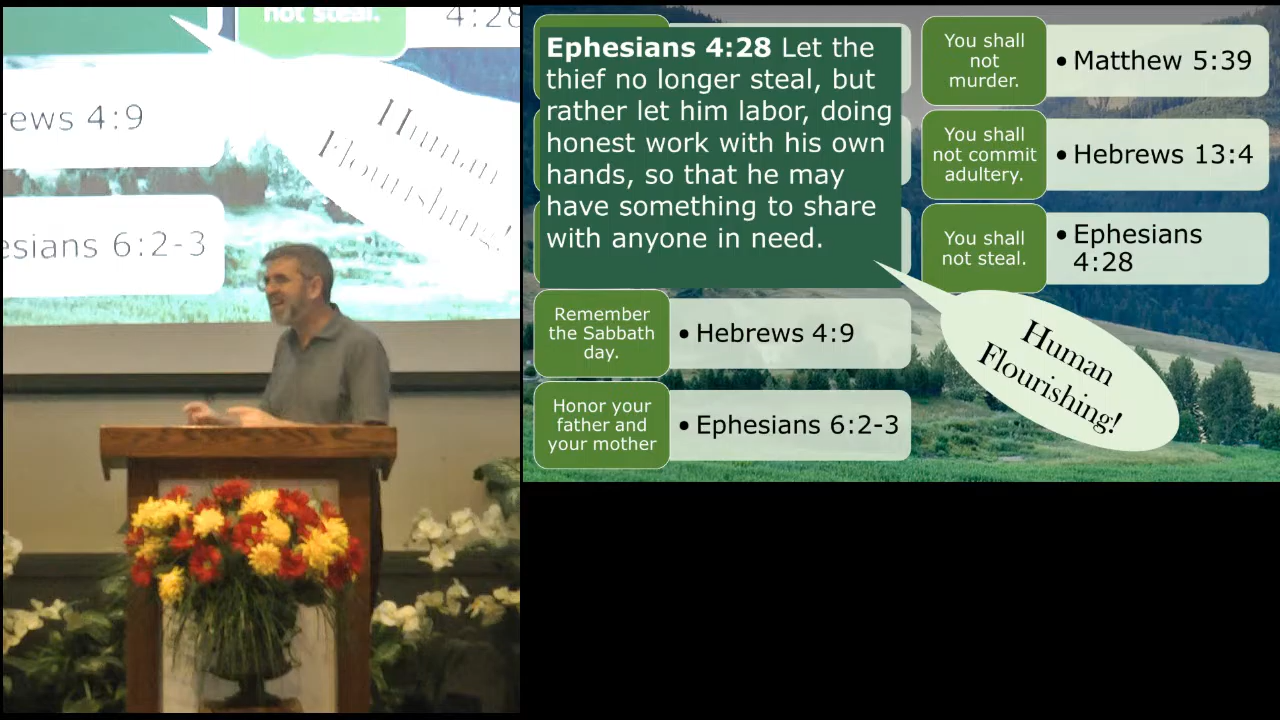 not steal.
4:28
rews 4:9
Human
Flourishing!
esians 6:2-3
Ephesians 4:28 Let the
thief no longer steal, but
rather let him labor, doing
honest work with his own
hands, so that he may
have something to share
with anyone in need.
Remember
the Sabbath
day.
• Hebrews 4:9
Honor your
father and
your mother
• Ephesians 6:2-3
You shall
not
murder.
• Matthew 5:39
You shall
not commit
adultery.
• Hebrews 13:4
You shall
not steal.
• Ephesians
4:28
Human
Flourishing!